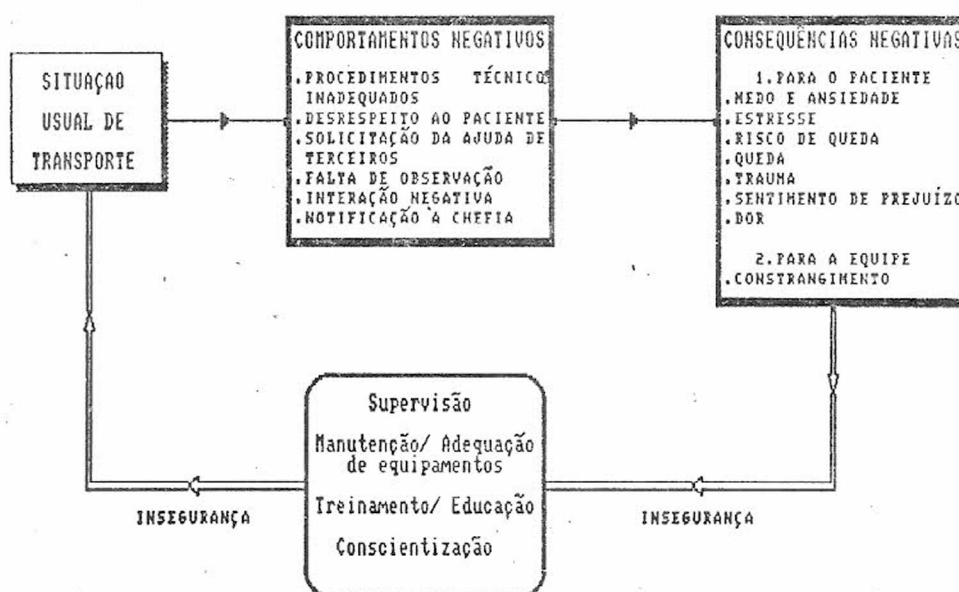 SITUAÇÃO
USUAL DE
TRANSPORTE
COMPORTAMENTOS NEGATIVOS
.PROCEDIMENTOS TÉCNICO
INADEQUADOS
.DESRESPEITO AO PACIENTE
.SOLICITAÇÃO DA AJUDA DE
TERCEIROS
.FALTA DE OBSERVAÇÃO
.INTERAÇÃO NEGATIVA
.NOTIFICAÇÃO A CHEFIA
CONSEQUÊNCIAS NEGATIVAS
1.PARA O PACIENTE
.MEDO E ANSIEDADE
.ESTRESSE
.RISCO DE QUEDA
.QUEDA
.TRAUMA
.SENTIMENTO DE PREJUÍZO
.DOR
2.PARA A EQUIPE
.CONSTRANGIMENTO
Supervisão
Manutenção/ Adequação
de equipamentos
Treinamento/ Educação
Conscientização
INSEGURANÇA
INSEGURANÇA